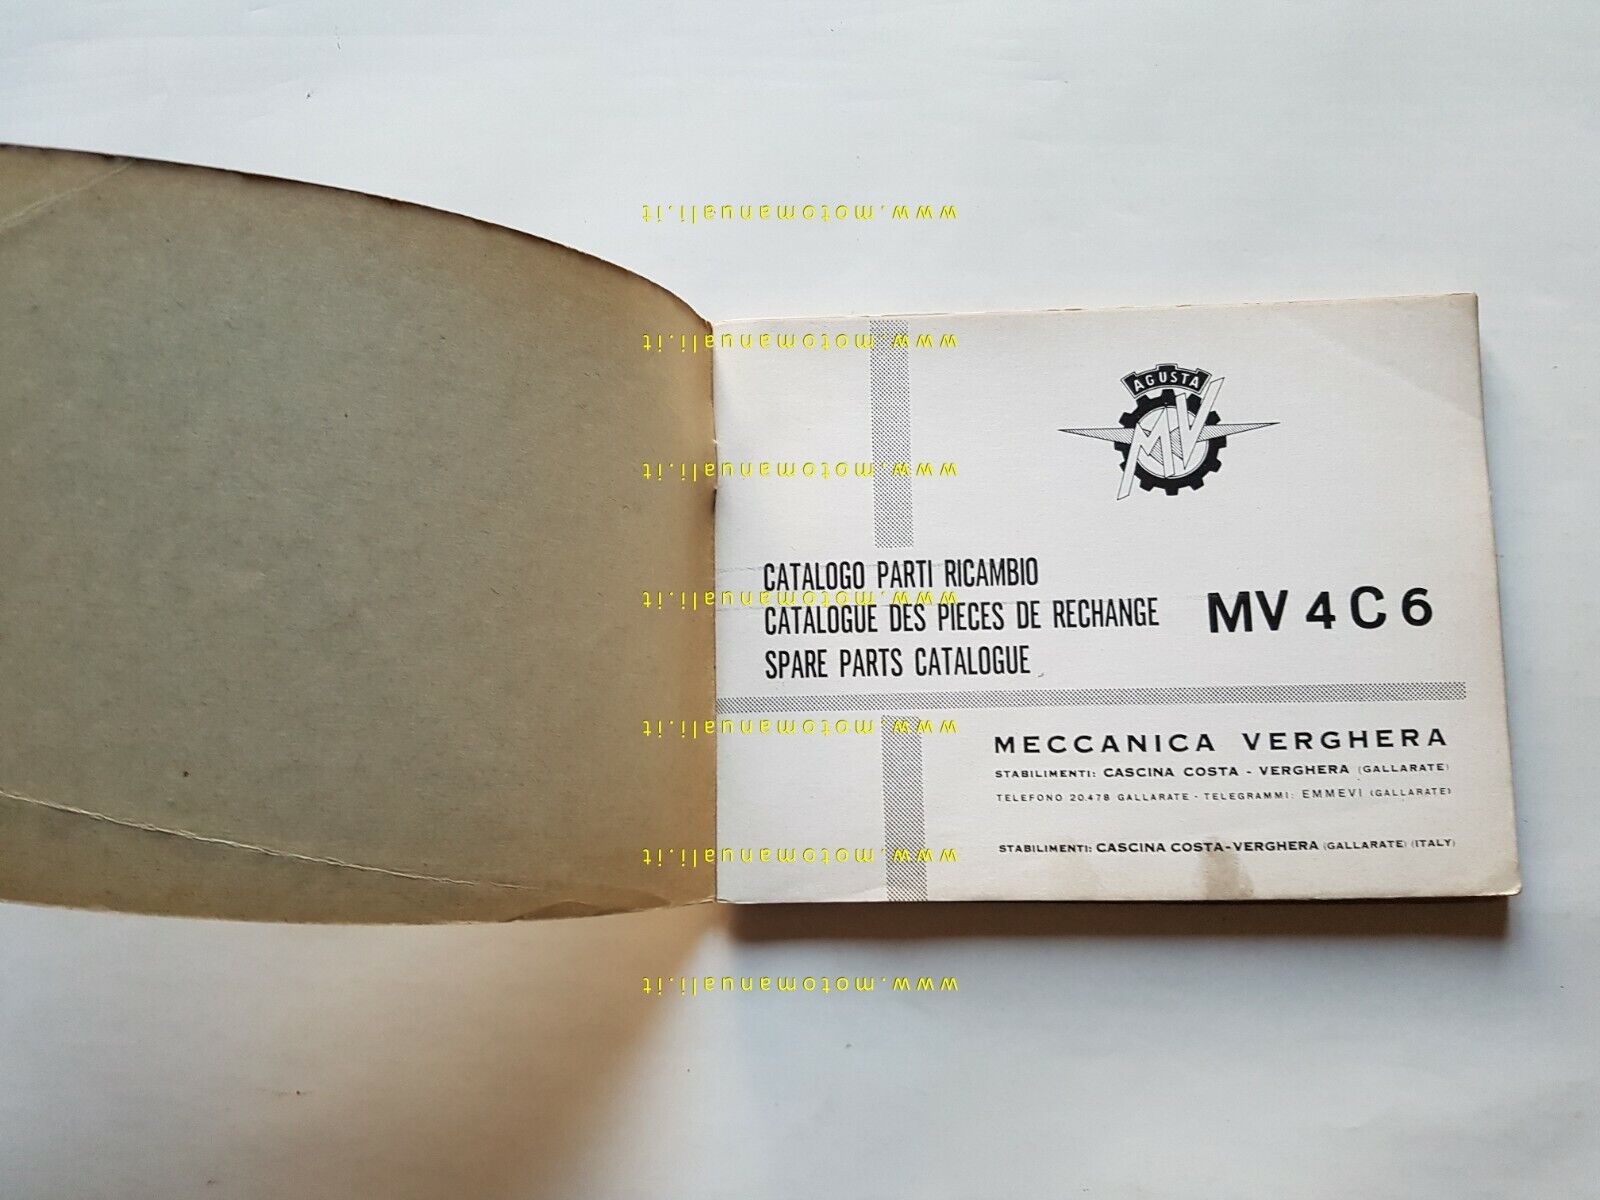 www.motomanuali.it
www.motomanuali.it
AGUSTA
MV
www.motomanuali.it
CATALOGO PARTI RICAMBIO
www.motomanuali.it
CATALOGUE DES PIECES DE RECHANGE
MV 4 C 6
SPARE PARTS CATALOGUE
www.motomanuali.it
MECCANICA VERGHERA
STABILIMENTI: CASCINA COSTA - VERGHERA (GALLARATE)
TELEFONO 20.478 GALLARATE - TELEGRAMMI: EMMEVI (GALLARATE)
www.motomanuali.it
STABILIMENTI: CASCINA COSTA-VERGHERA (GALLARATE) (ITALY)
www.motomanuali.it